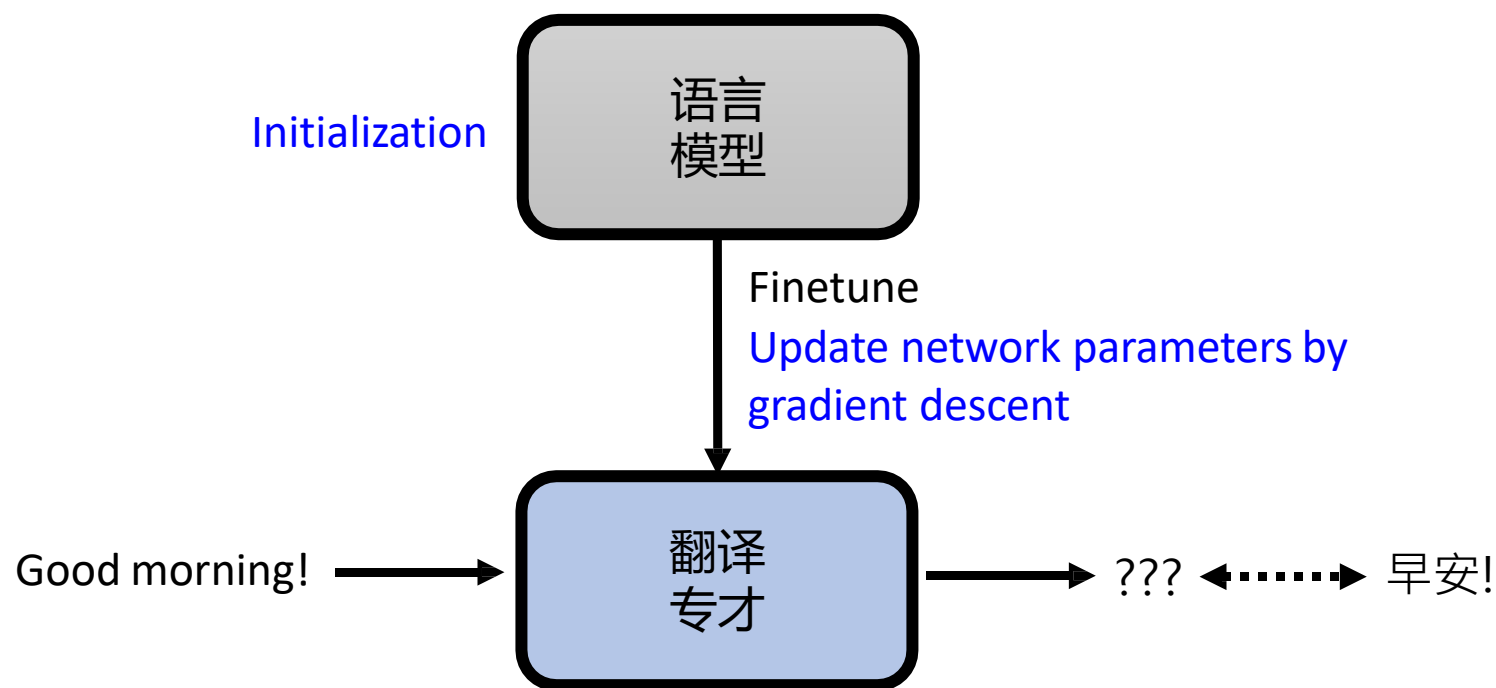 语言
模型
Initialization
Finetune
Update network parameters by
gradient descent
Good morning!
翻译
专才
???
早安!